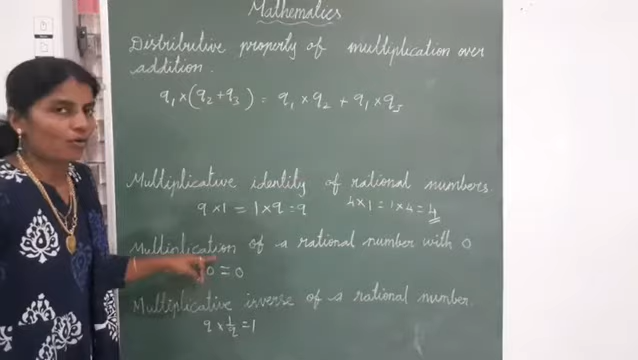 Mathematics
Distributive property of multiplication over
addition.
q₁ × (q₂ + q₃) = q₁ × q₂ + q₁ × q₃
Multiplicative identity of rational numbers.
q × 1 = 1 × q = q 4 × 1 = 1 × 4 = 4
Multiplication of a rational number with 0
0 = 0
Multiplicative inverse of a rational number.
q × 1/q = 1